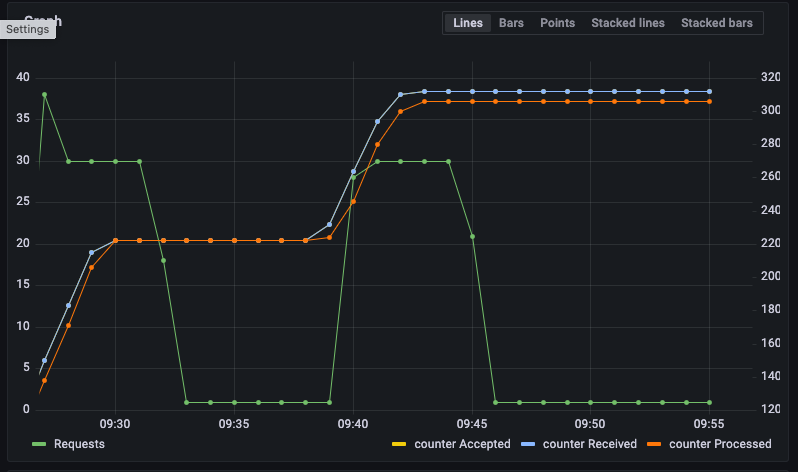 Graph
Settings
Lines Bars Points Stacked lines Stacked bars
40 320
35 300
30 280
25 260
20 240
15 220
10 200
5 180
0 160
140
120
09:30 09:35 09:40 09:45 09:50 09:55
Requests counter Accepted counter Received counter Processed